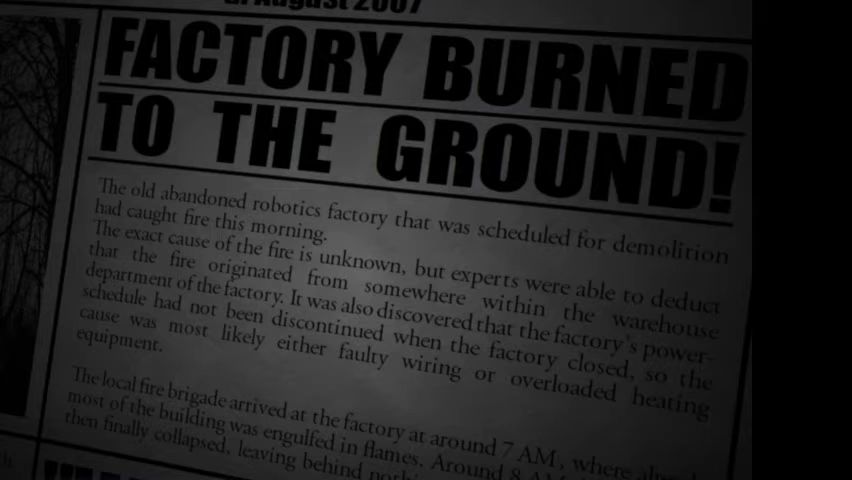 August 2007
FACTORY BURNED
TO THE GROUND!
The old abandoned robotics factory that was scheduled for demolition
had caught fire this morning.
The exact cause of the fire is unknown, but experts were able to deduct
that the fire originated from somewhere within the warehouse
department of the factory. It was also discovered that the factory's power-
schedule had not been discontinued when the factory closed, so the
cause was most likely either faulty wiring or overloaded heating
equipment.
The local fire brigade arrived at the factory at around 7 AM, where
most of the building was engulfed in flames. Around 8 AM
then finally collapsed, leaving behind